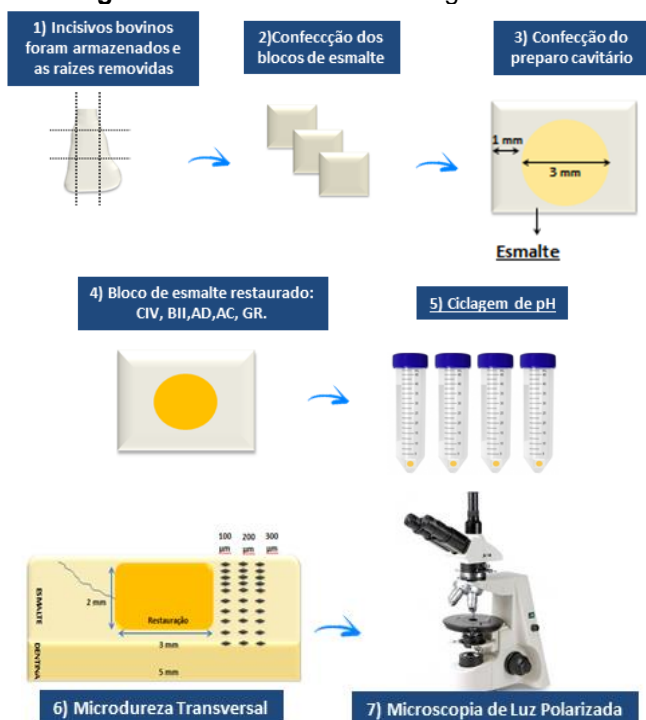 1) Incisivos bovinos
foram armazenados e
as raizes removidas
2)Confeccção dos
blocos de esmalte
3) Confecção do
preparo cavitário
1 mm
3 mm
Esmalte
4) Bloco de esmalte restaurado:
CIV, BII,AD,AC, GR.
5) Ciclagem de pH
100 200 300
µm µm µm
ESMALTE
2 mm
Restauração
3 mm
DENTINA
5 mm
6) Microdureza Transversal
7) Microscopia de Luz Polarizada